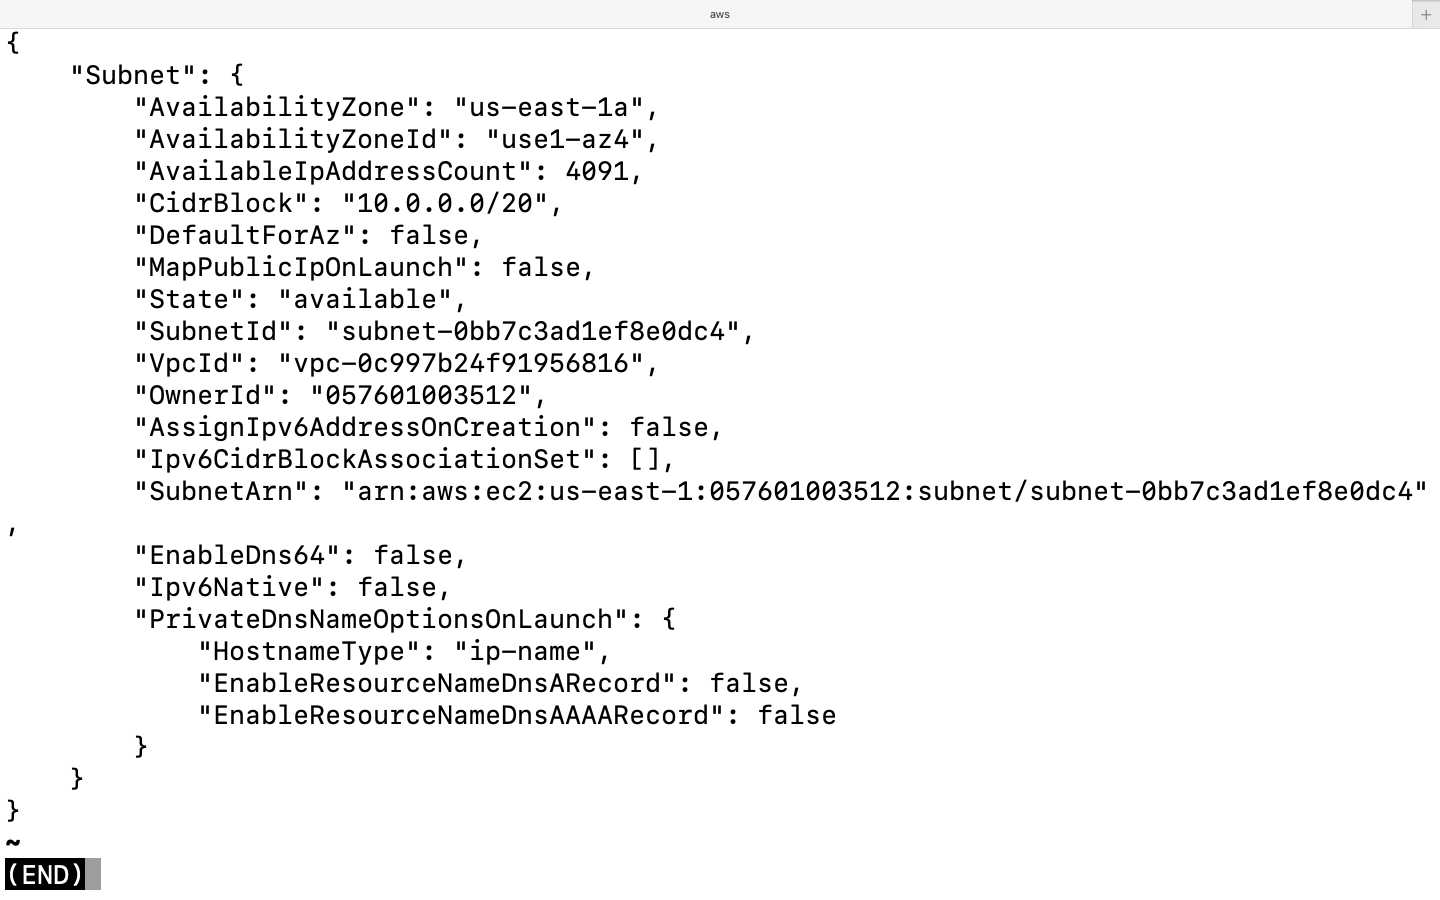 aws
+
{
    "Subnet": {
        "AvailabilityZone": "us-east-1a",
        "AvailabilityZoneId": "use1-az4",
        "AvailableIpAddressCount": 4091,
        "CidrBlock": "10.0.0.0/20",
        "DefaultForAz": false,
        "MapPublicIpOnLaunch": false,
        "State": "available",
        "SubnetId": "subnet-0bb7c3ad1ef8e0dc4",
        "VpcId": "vpc-0c997b24f91956816",
        "OwnerId": "057601003512",
        "AssignIpv6AddressOnCreation": false,
        "Ipv6CidrBlockAssociationSet": [],
        "SubnetArn": "arn:aws:ec2:us-east-1:057601003512:subnet/subnet-0bb7c3ad1ef8e0dc4"
,
        "EnableDns64": false,
        "Ipv6Native": false,
        "PrivateDnsNameOptionsOnLaunch": {
            "HostnameType": "ip-name",
            "EnableResourceNameDnsARecord": false,
            "EnableResourceNameDnsAAAARecord": false
        }
    }
}
~
(END)